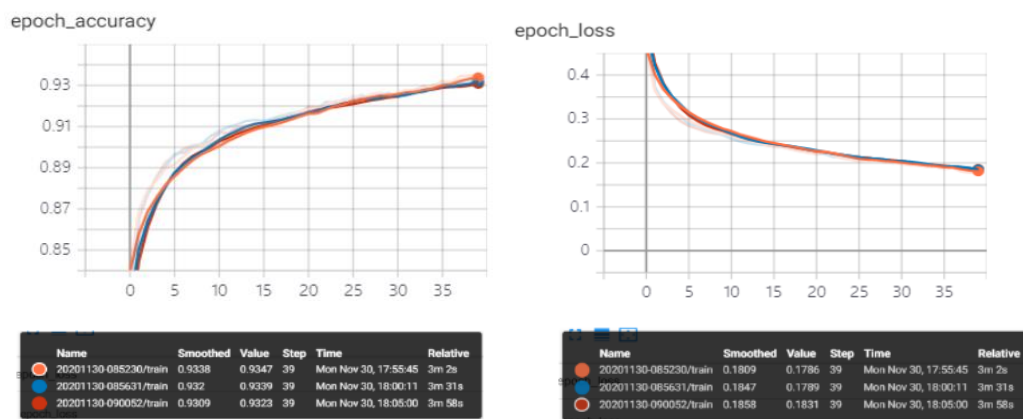 epoch_accuracy
0.93
0.91
0.89
0.87
0.85
0 5 10 15 20 25 30 35
Name Smoothed Value Step Time Relative
20201130-085230/train 0.9338 0.9347 39 Mon Nov 30, 17:55:45 3m 2s
20201130-085631/train 0.932 0.9339 39 Mon Nov 30, 18:00:11 3m 31s
20201130-090052/train 0.9309 0.9323 39 Mon Nov 30, 18:05:00 3m 58s
epoch_loss
epoch_loss
0.4
0.3
0.2
0.1
0
0 5 10 15 20 25 30 35
Name Smoothed Value Step Time Relative
20201130-085230/train 0.1809 0.1786 39 Mon Nov 30, 17:55:45 3m 2s
20201130-085631/train 0.1847 0.1789 39 Mon Nov 30, 18:00:11 3m 31s
20201130-090052/train 0.1858 0.1831 39 Mon Nov 30, 18:05:00 3m 58s